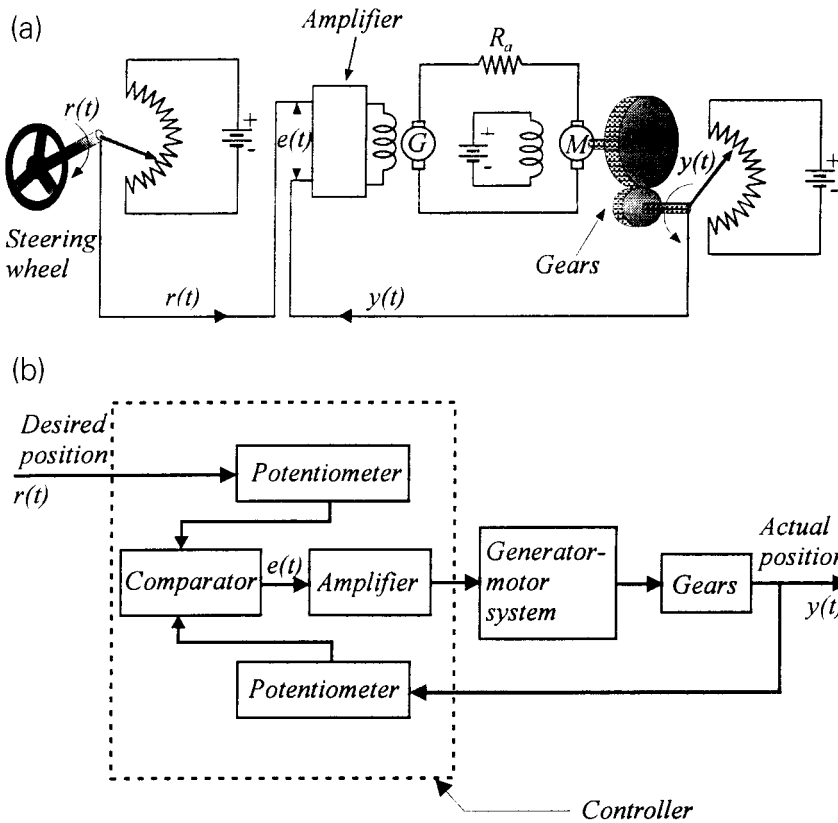 (a)
Amplifier
R_a
r(t)
+
-
e(t)
G
+
-
M
y(t)
+
-
Steering
wheel
Gears
r(t)
y(t)
(b)
Desired
position
r(t)
Potentiometer
Comparator
e(t)
Amplifier
Generator-
motor
system
Gears
Actual
position
y(t)
Potentiometer
Controller